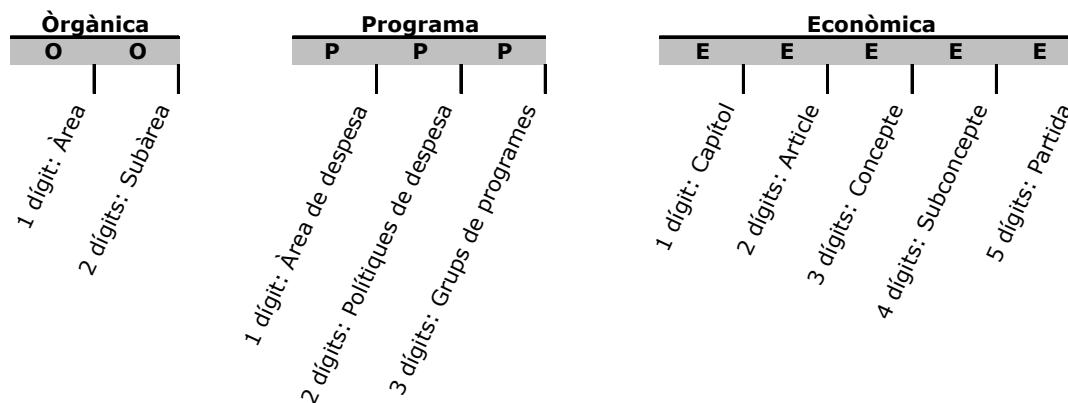 Òrgànica
O O
1 dígit: Àrea
2 dígits: Subàrea
Programa
P P P
1 dígit: Àrea de despesa
2 dígits: Polítiques de despesa
3 dígits: Grups de programes
Econòmica
E E E E E
1 dígit: Capítol
2 dígits: Article
3 dígits: Concepte
4 dígits: Subconcepte
5 dígits: Partida